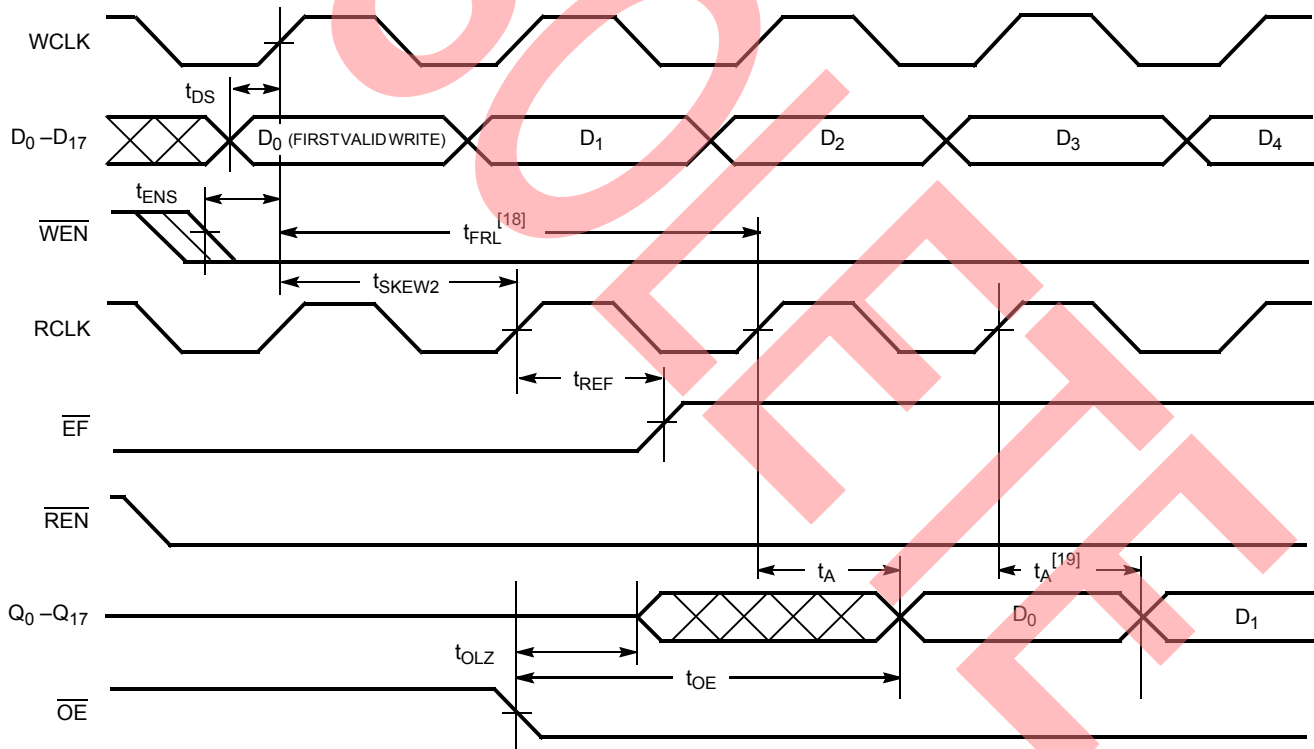 WCLK
tDS
D0 –D17
D0 (FIRST VALID WRITE)
D1
D2
D3
D4
tENS
WEN
tFRL[18]
tSKEW2
RCLK
tREF
EF
REN
tA
tA[19]
Q0 –Q17
D0
D1
tOLZ
tOE
OE